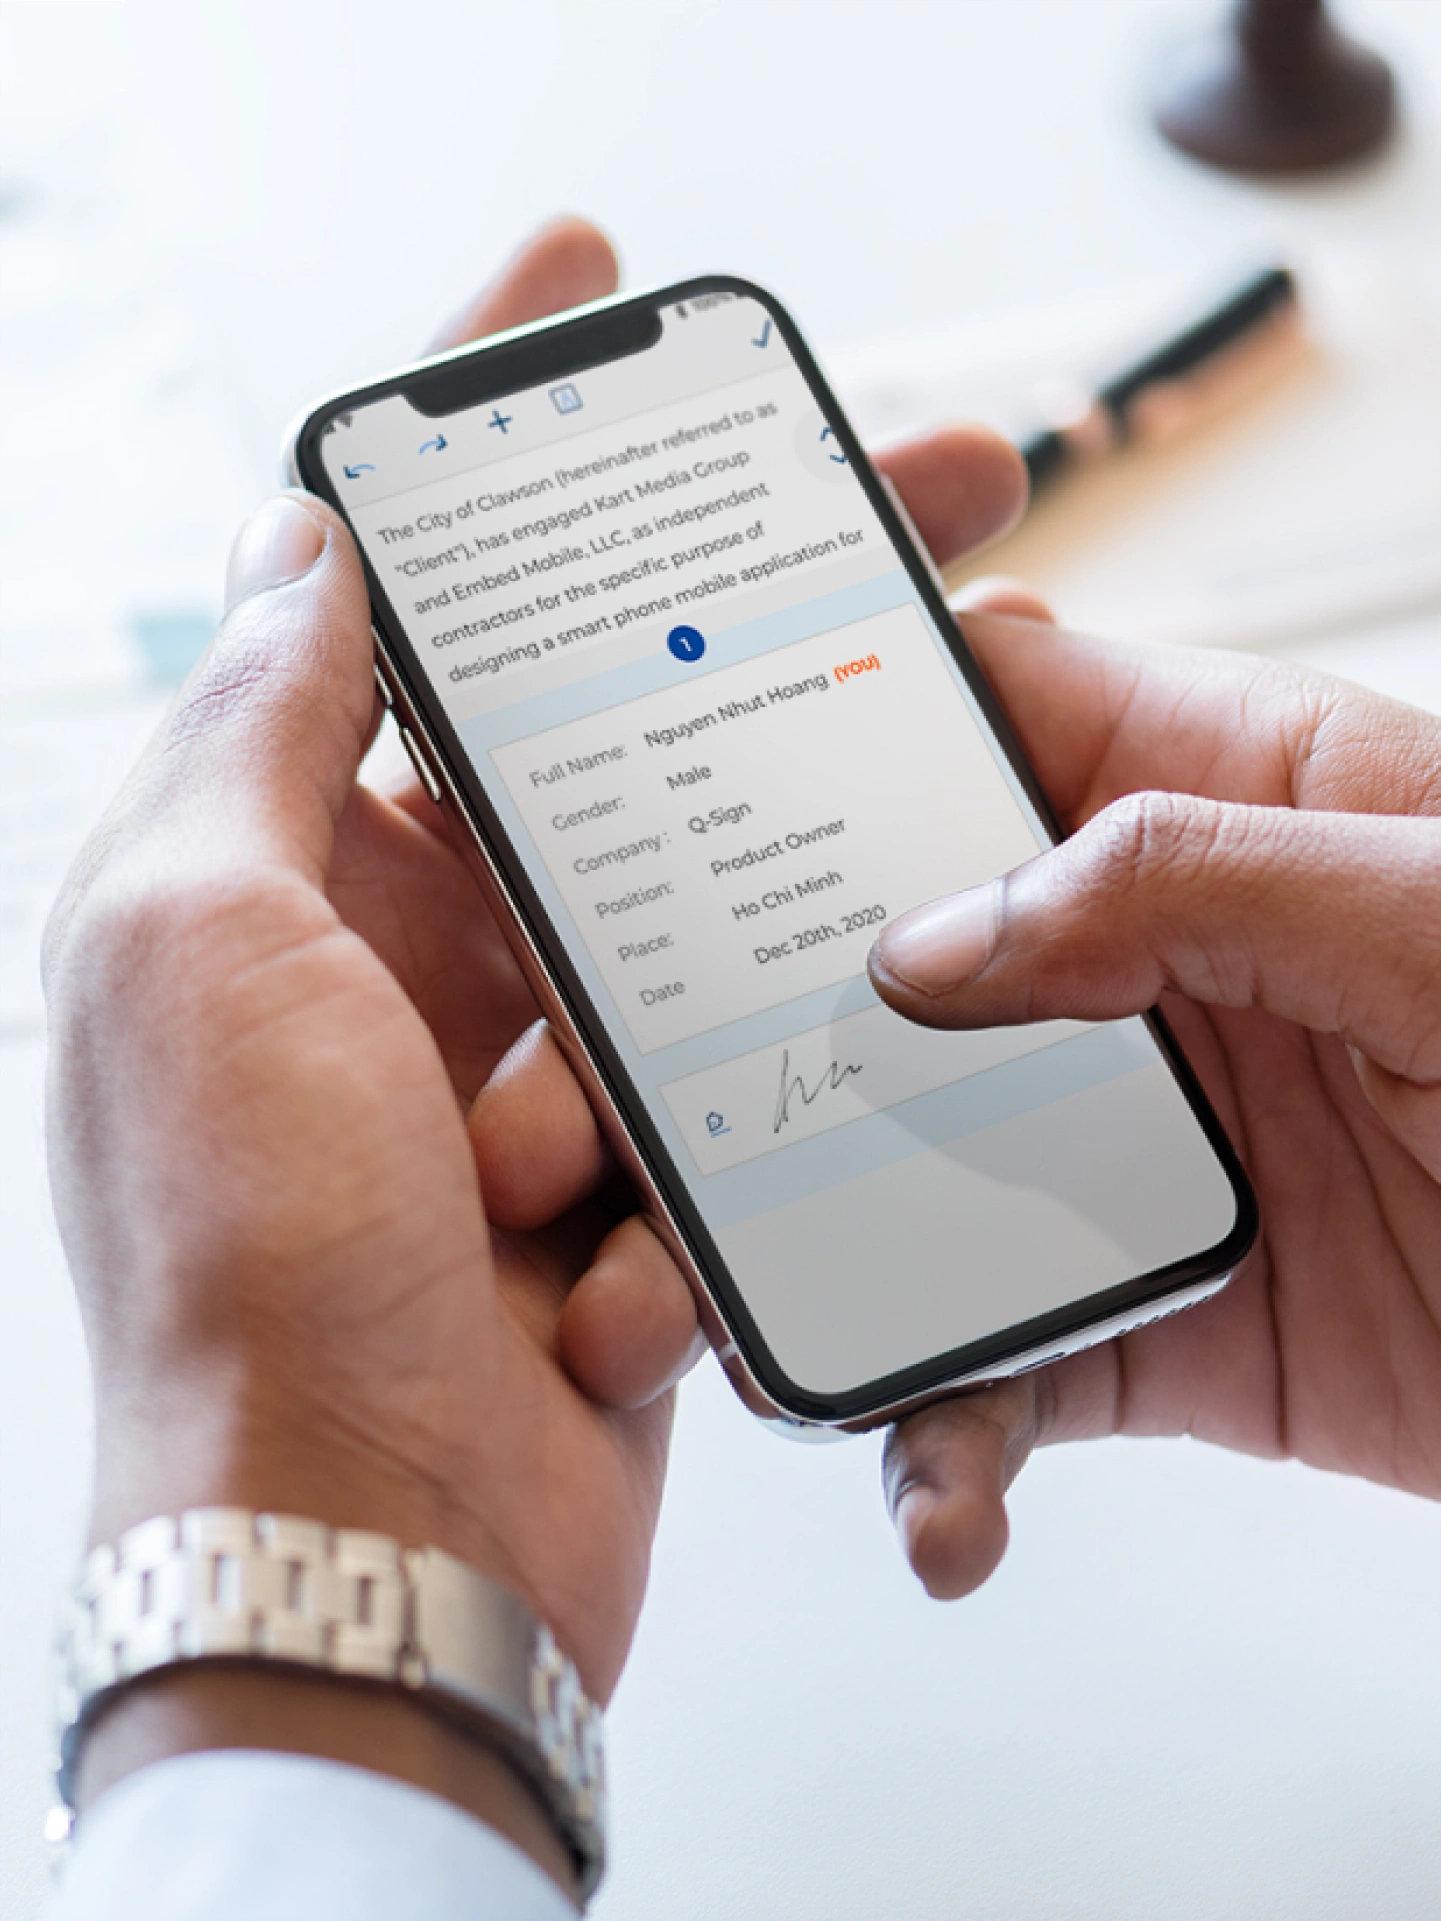 100%
The City of Clawson (hereinafter referred to as
"Client"), has engaged Kart Media Group
and Embed Mobile, LLC, as independent
contractors for the specific purpose of
designing a smart phone mobile application for
1
Full Name: Nguyen Nhut Hoang (YOU)
Gender: Male
Company: Q-Sign
Position: Product Owner
Place: Ho Chi Minh
Date Dec 20th, 2020